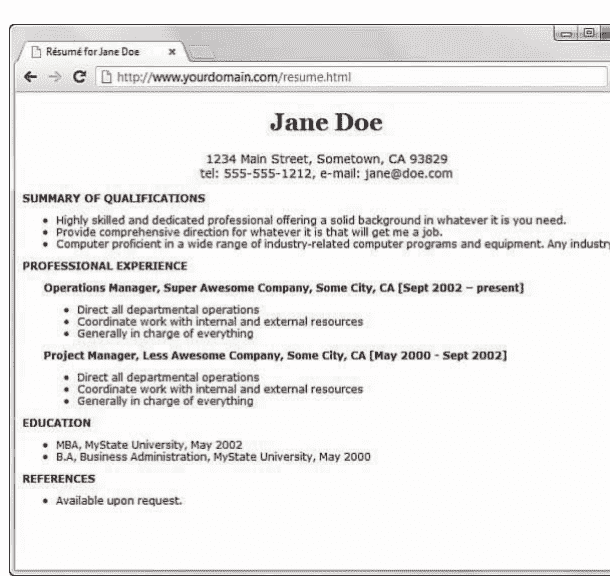 Résumé for Jane Doe
http://www.yourdomain.com/resume.html
Jane Doe
1234 Main Street, Sometown, CA 93829
tel: 555-555-1212, e-mail: jane@doe.com
SUMMARY OF QUALIFICATIONS
• Highly skilled and dedicated professional offering a solid background in whatever it is you need.
• Provide comprehensive direction for whatever it is that will get me a job.
• Computer proficient in a wide range of industry-related computer programs and equipment. Any industry
PROFESSIONAL EXPERIENCE
Operations Manager, Super Awesome Company, Some City, CA [Sept 2002 – present]
• Direct all departmental operations
• Coordinate work with internal and external resources
• Generally in charge of everything
Project Manager, Less Awesome Company, Some City, CA [May 2000 - Sept 2002]
• Direct all departmental operations
• Coordinate work with internal and external resources
• Generally in charge of everything
EDUCATION
• MBA, MyState University, May 2002
• B.A, Business Administration, MyState University, May 2000
REFERENCES
• Available upon request.